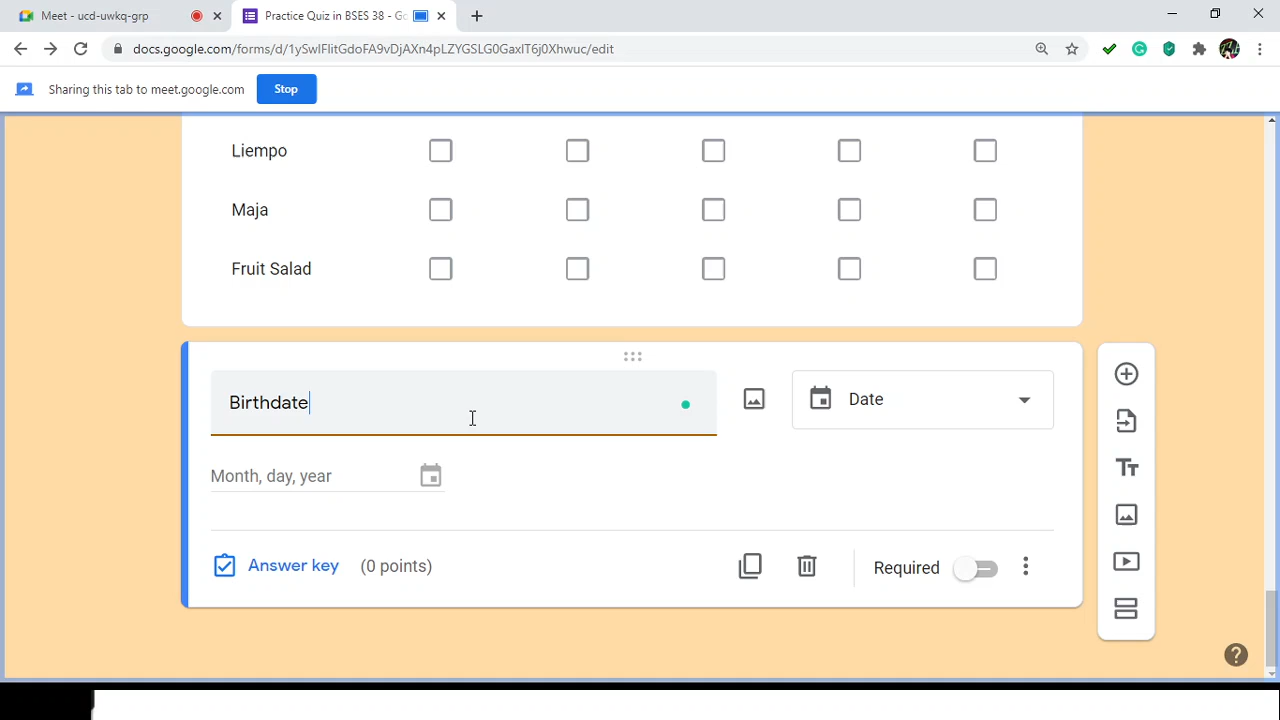 Meet - ucd-uwkq-grp
Practice Quiz in BSES 38 - Go
docs.google.com/forms/d/1ySwIFlitGdoFA9vDjAXn4pLZYGSLG0GaxIT6j0Xhwuc/edit
Sharing this tab to meet.google.com
Stop
Liempo
Maja
Fruit Salad
Birthdate
Date
Month, day, year
Answer key (0 points)
Required